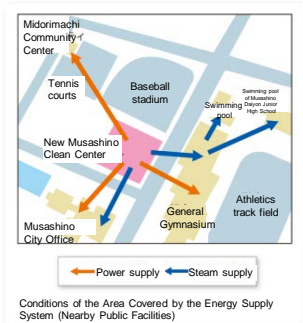 Midorimachi
Community
Center
Tennis
courts
Baseball
stadium
Swimming
pool
Swimming pool
of Musashino
Daiyon Junior
High School
New Musashino
Clean Center
General
Gymnasium
Athletics
track field
Musashino
City Office
Power supply
Steam supply
Conditions of the Area Covered by the Energy Supply
System (Nearby Public Facilities)